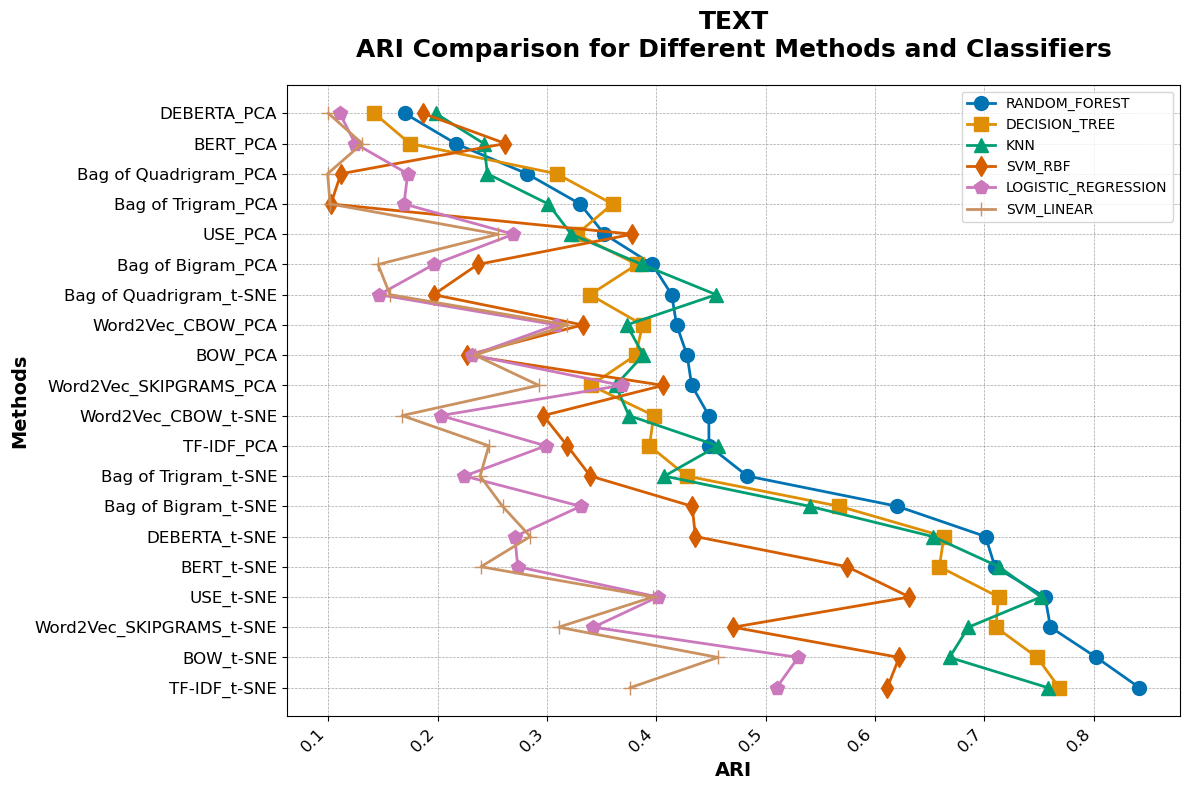 TEXT
ARI Comparison for Different Methods and Classifiers
RANDOM_FOREST
DECISION_TREE
KNN
SVM_RBF
LOGISTIC_REGRESSION
SVM_LINEAR
Methods
DEBERTA_PCA
BERT_PCA
Bag of Quadrigram_PCA
Bag of Trigram_PCA
USE_PCA
Bag of Bigram_PCA
Bag of Quadrigram_t-SNE
Word2Vec_CBOW_PCA
BOW_PCA
Word2Vec_SKIPGRAMS_PCA
Word2Vec_CBOW_t-SNE
TF-IDF_PCA
Bag of Trigram_t-SNE
Bag of Bigram_t-SNE
DEBERTA_t-SNE
BERT_t-SNE
USE_t-SNE
Word2Vec_SKIPGRAMS_t-SNE
BOW_t-SNE
TF-IDF_t-SNE
0.1 0.2 0.3 0.4 0.5 0.6 0.7 0.8
ARI